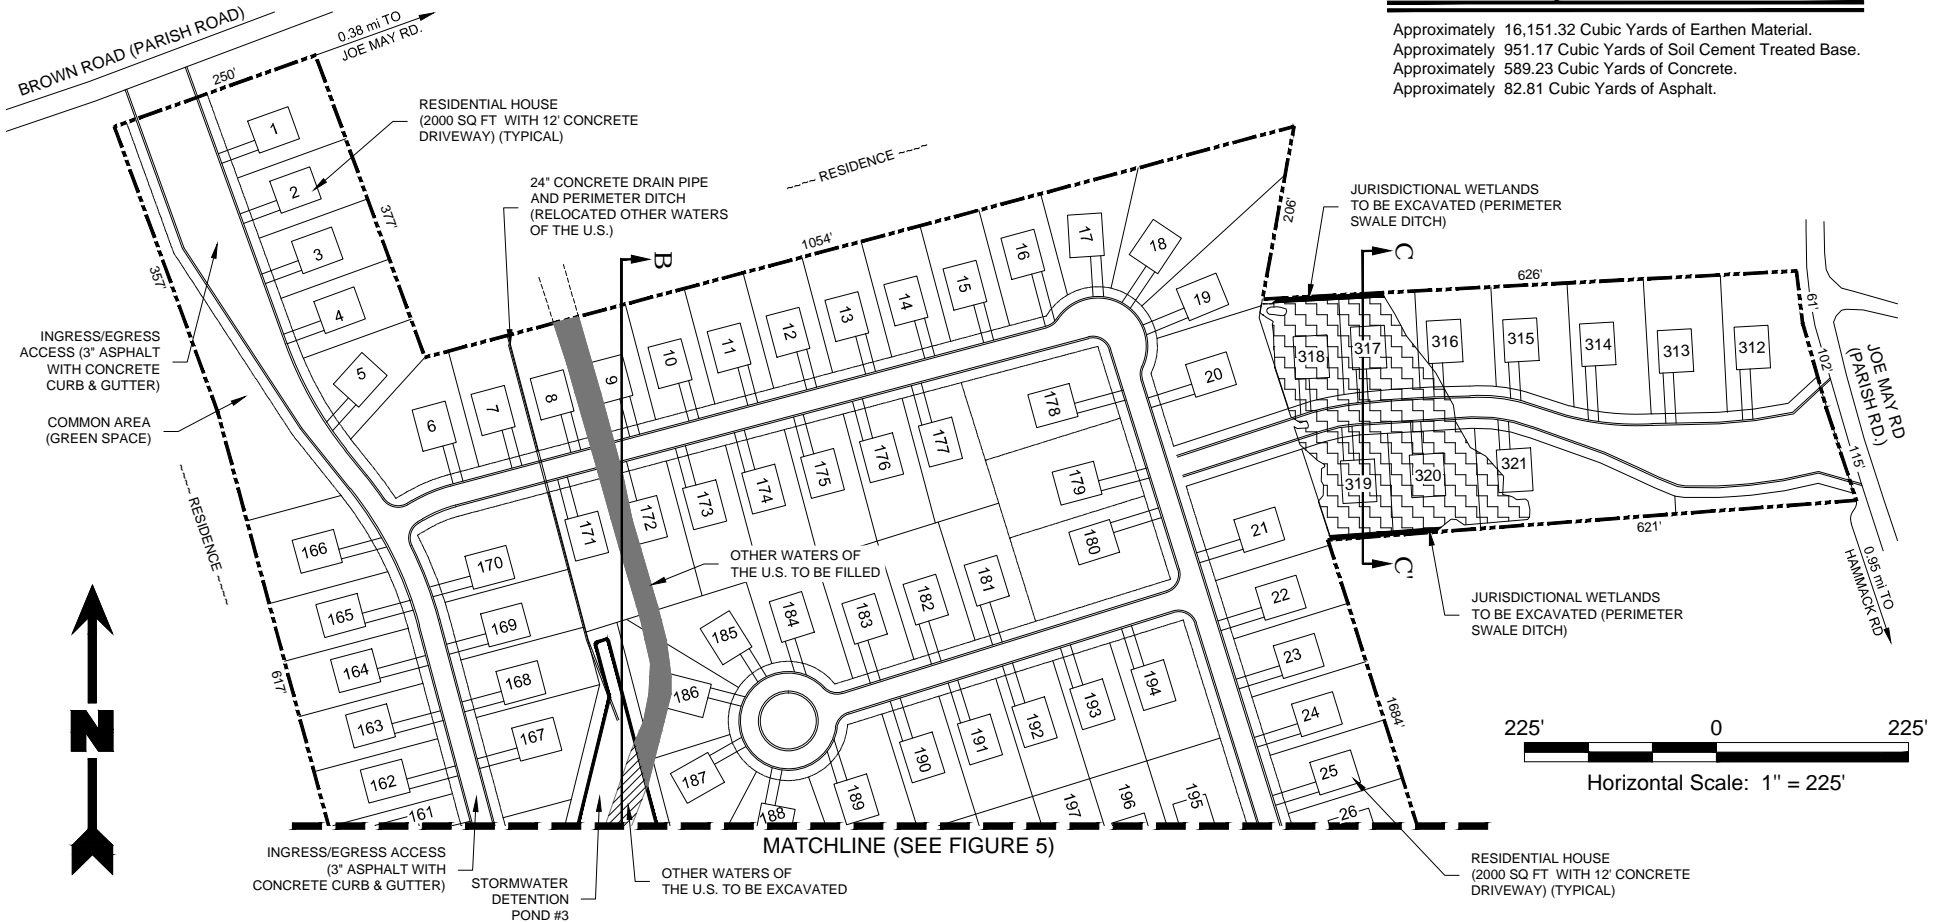 Approximately 16,151.32 Cubic Yards of Earthen Material.
Approximately 951.17 Cubic Yards of Soil Cement Treated Base.
Approximately 589.23 Cubic Yards of Concrete.
Approximately 82.81 Cubic Yards of Asphalt.
BROWN ROAD (PARISH ROAD)
0.38 mi TO
JOE MAY RD.
250'
RESIDENTIAL HOUSE
(2000 SQ FT WITH 12' CONCRETE
DRIVEWAY) (TYPICAL)
24" CONCRETE DRAIN PIPE
AND PERIMETER DITCH
(RELOCATED OTHER WATERS
OF THE U.S.)
---- RESIDENCE ----
JURISDICTIONAL WETLANDS
TO BE EXCAVATED (PERIMETER
SWALE DITCH)
377'
357'
1054'
206'
626'
61'
102'
115'
621'
B
C
C'
JOE MAY RD
(PARISH RD.)
0.95 mi TO
HAMMACK RD
INGRESS/EGRESS
ACCESS (3" ASPHALT
WITH CONCRETE
CURB & GUTTER)
COMMON AREA
(GREEN SPACE)
---- RESIDENCE ----
1
2
3
4
5
6
7
8
9
10
11
12
13
14
15
16
17
18
19
20
318
317
316
315
314
313
312
319
320
321
166
165
164
163
162
161
170
169
168
167
171
172
173
174
175
176
177
178
179
180
OTHER WATERS OF
THE U.S. TO BE FILLED
181
182
183
184
185
186
187
188
189
190
191
192
193
194
195
196
197
21
22
23
24
25
26
617'
1684'
JURISDICTIONAL WETLANDS
TO BE EXCAVATED (PERIMETER
SWALE DITCH)
N
225'
0
225'
Horizontal Scale: 1" = 225'
MATCHLINE (SEE FIGURE 5)
INGRESS/EGRESS ACCESS
(3" ASPHALT WITH
CONCRETE CURB & GUTTER)
STORMWATER
DETENTION
POND #3
OTHER WATERS OF
THE U.S. TO BE EXCAVATED
RESIDENTIAL HOUSE
(2000 SQ FT WITH 12' CONCRETE
DRIVEWAY) (TYPICAL)